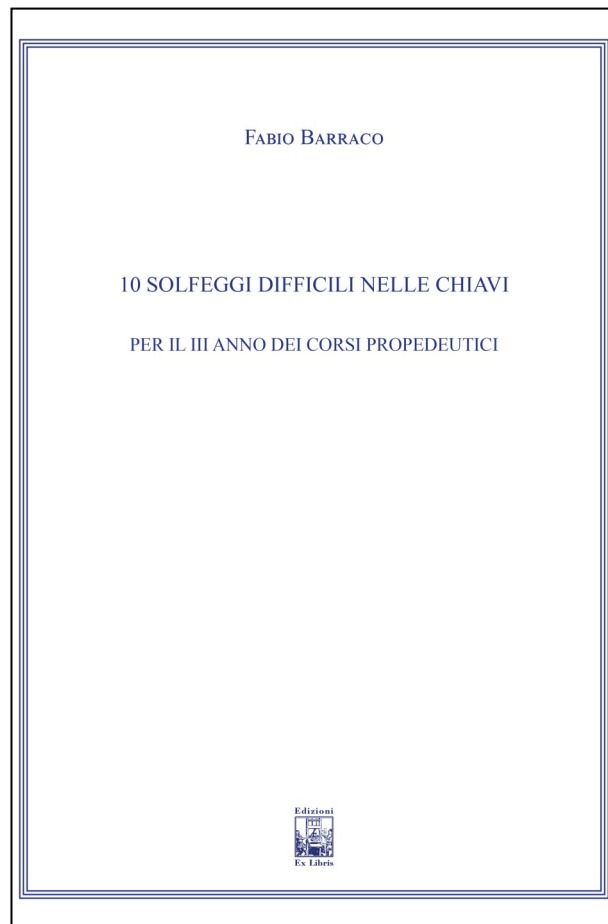 Fabio Barraco
10 SOLFEGGI DIFFICILI NELLE CHIAVI
PER IL III ANNO DEI CORSI PROPEDEUTICI
Edizioni
Ex Libris